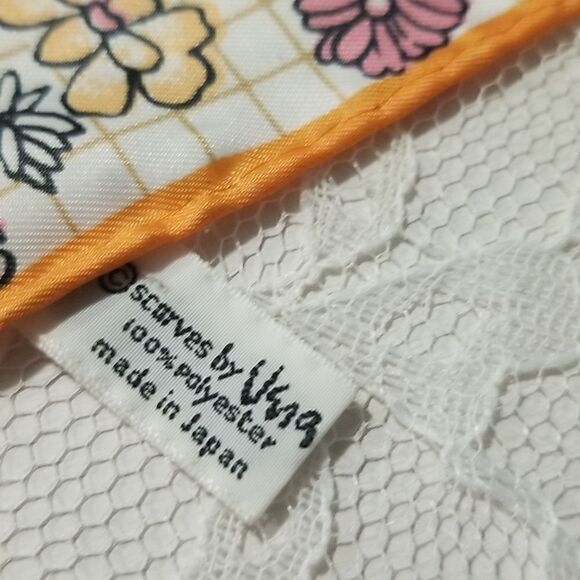 © scarves by Vera
100% polyester
made in Japan